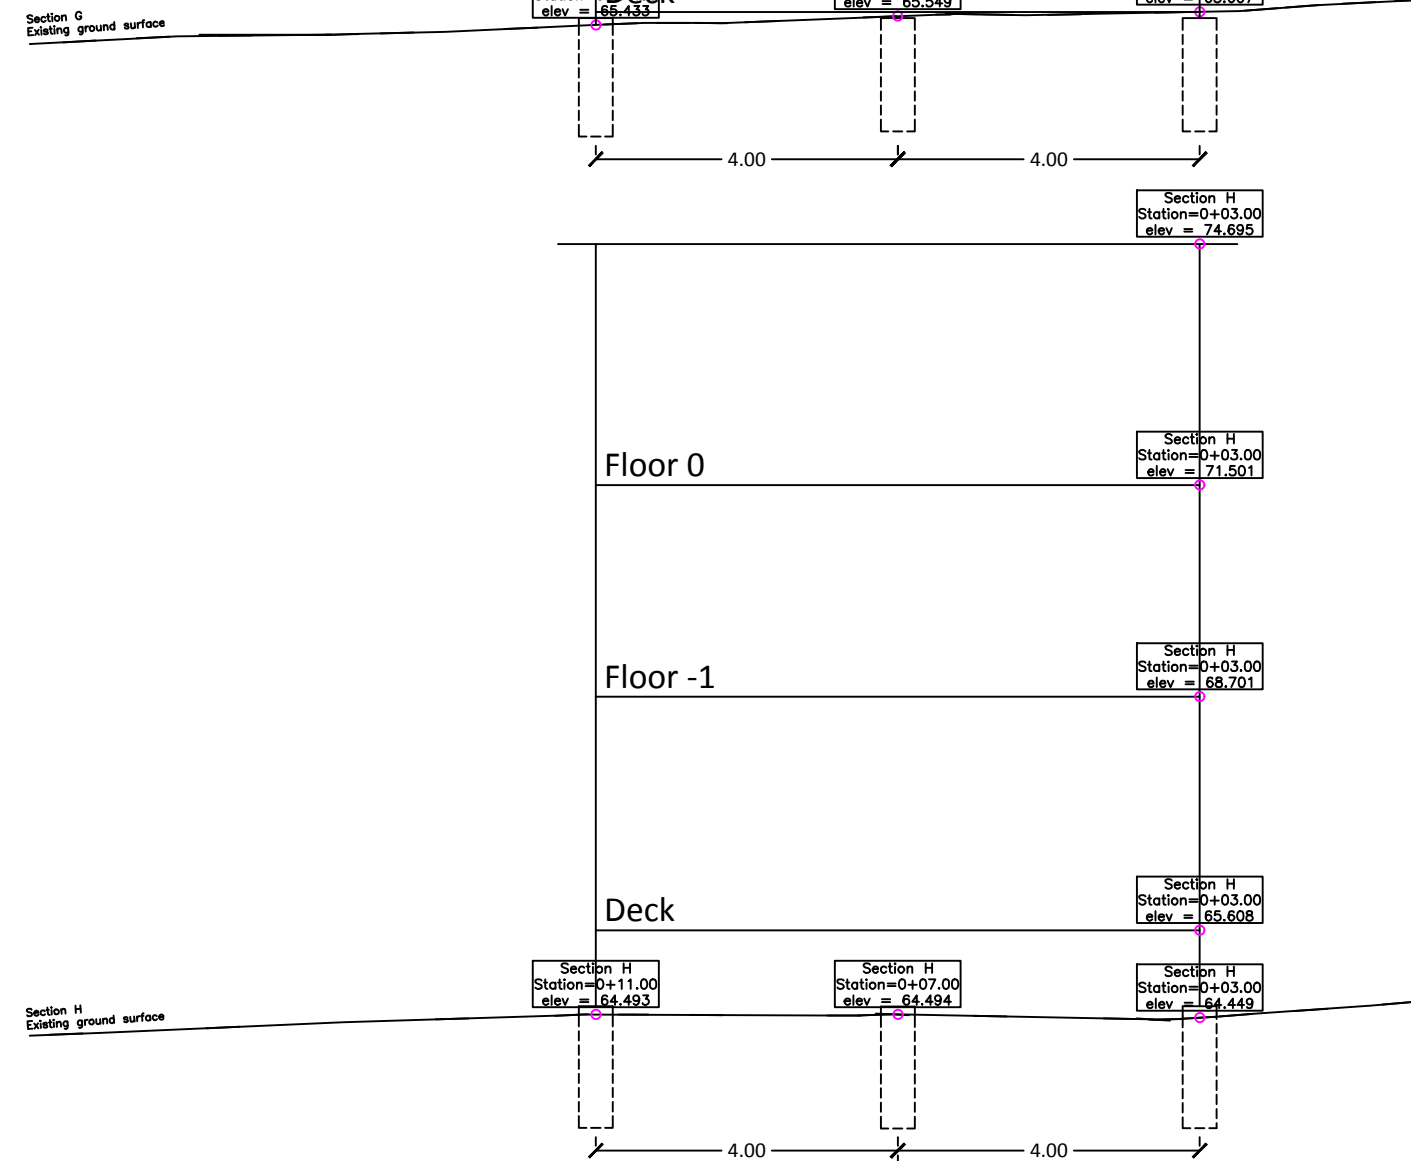 Section G
Existing ground surface
Deck
elev = 65.433
elev = 65.549
4.00
4.00
Section H
Station=0+03.00
elev = 74.695
Floor 0
Section H
Station=0+03.00
elev = 71.501
Floor -1
Section H
Station=0+03.00
elev = 68.701
Deck
Section H
Station=0+03.00
elev = 65.608
Section H
Station=0+11.00
elev = 64.493
Section H
Station=0+07.00
elev = 64.494
Section H
Station=0+03.00
elev = 64.449
Section H
Existing ground surface
4.00
4.00